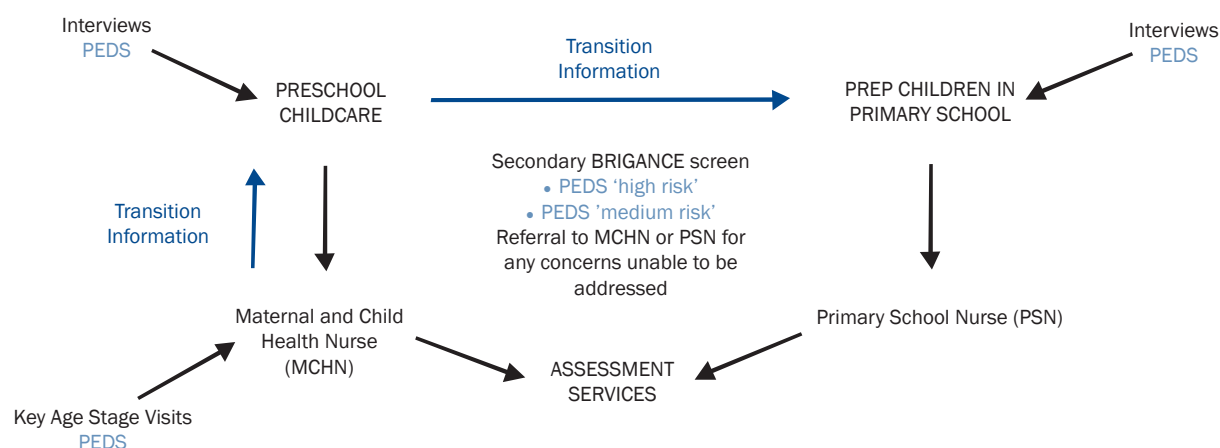 Interviews
PEDS
Transition
Information
Interviews
PEDS
PRESCHOOL
CHILDCARE
PREP CHILDREN IN
PRIMARY SCHOOL
Secondary BRIGANCE screen
• PEDS ‘high risk’
• PEDS ’medium risk’
Referral to MCHN or PSN for
any concerns unable to be
addressed
Transition
Information
Maternal and Child
Health Nurse
(MCHN)
Primary School Nurse (PSN)
ASSESSMENT
SERVICES
Key Age Stage Visits
PEDS